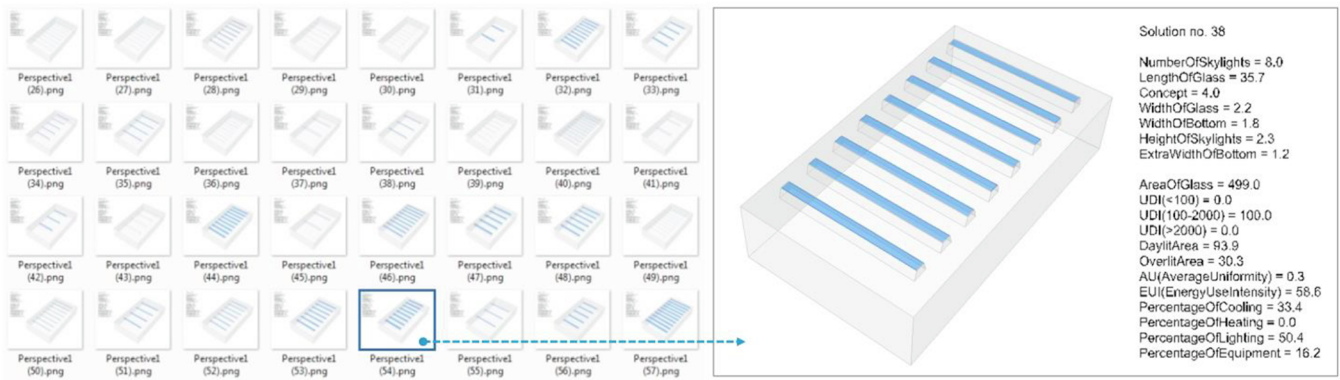 Perspective1 (26).png
Perspective1 (27).png
Perspective1 (28).png
Perspective1 (29).png
Perspective1 (30).png
Perspective1 (31).png
Perspective1 (32).png
Perspective1 (33).png
Perspective1 (34).png
Perspective1 (35).png
Perspective1 (36).png
Perspective1 (37).png
Perspective1 (38).png
Perspective1 (39).png
Perspective1 (40).png
Perspective1 (41).png
Perspective1 (42).png
Perspective1 (43).png
Perspective1 (44).png
Perspective1 (45).png
Perspective1 (46).png
Perspective1 (47).png
Perspective1 (48).png
Perspective1 (49).png
Perspective1 (50).png
Perspective1 (51).png
Perspective1 (52).png
Perspective1 (53).png
Perspective1 (54).png
Perspective1 (55).png
Perspective1 (56).png
Perspective1 (57).png
Solution no. 38
NumberOfSkylights = 8.0
LengthOfGlass = 35.7
Concept = 4.0
WidthOfGlass = 2.2
WidthOfBottom = 1.8
HeightOfSkylights = 2.3
ExtraWidthOfBottom = 1.2
AreaOfGlass = 499.0
UDI(<100) = 0.0
UDI(100-2000) = 100.0
UDI(>2000) = 0.0
DaylitArea = 93.9
OverlitArea = 30.3
AU(AverageUniformity) = 0.3
EUI(EnergyUseIntensity) = 58.6
PercentageOfCooling = 33.4
PercentageOfHeating = 0.0
PercentageOfLighting = 50.4
PercentageOfEquipment = 16.2